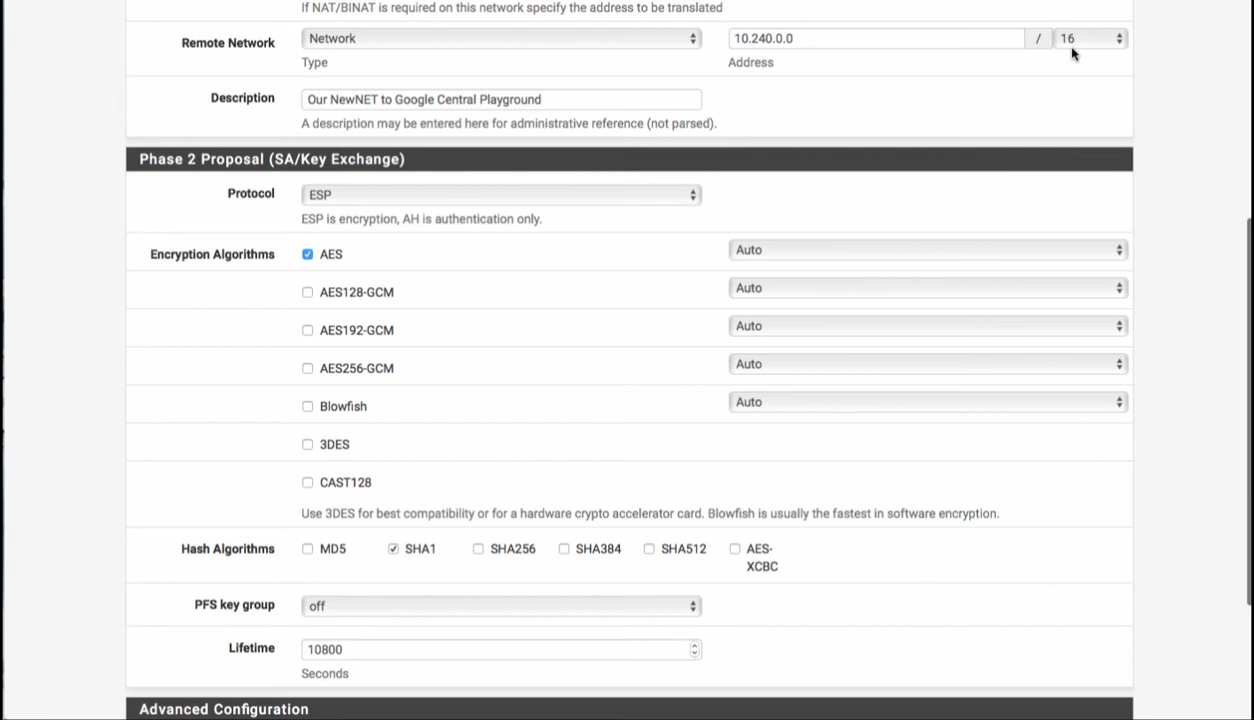 If NAT/BINAT is required on this network specify the address to be translated
Remote Network Network 10.240.0.0 / 16
Type Address
Description Our NewNET to Google Central Playground
A description may be entered here for administrative reference (not parsed).
Phase 2 Proposal (SA/Key Exchange)
Protocol ESP
ESP is encryption, AH is authentication only.
Encryption Algorithms AES Auto
AES128-GCM Auto
AES192-GCM Auto
AES256-GCM Auto
Blowfish Auto
3DES
CAST128
Use 3DES for best compatibility or for a hardware crypto accelerator card. Blowfish is usually the fastest in software encryption.
Hash Algorithms MD5 SHA1 SHA256 SHA384 SHA512 AES-
XCBC
PFS key group off
Lifetime 10800
Seconds
Advanced Configuration